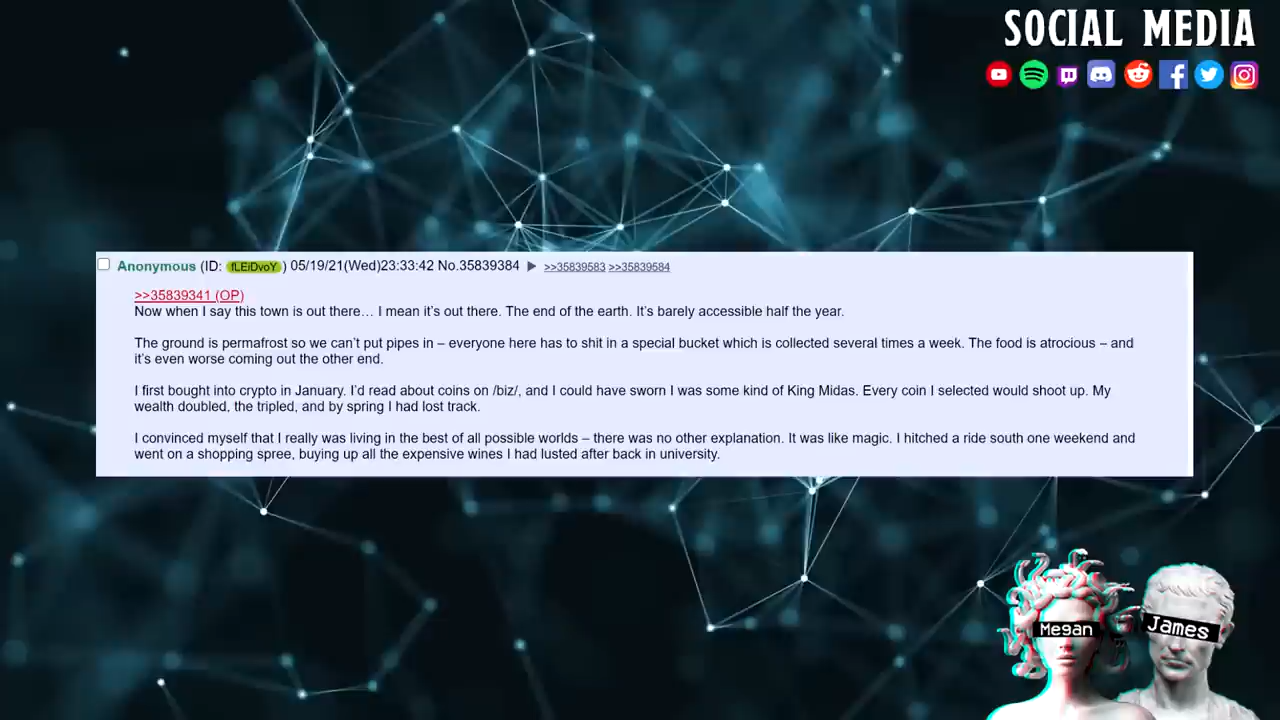 SOCIAL MEDIA
Anonymous (ID: fLEiDvoY) 05/19/21(Wed)23:33:42 No.35839384 ▶ >>35839583 >>35839584
>>35839341 (OP)
Now when I say this town is out there… I mean it's out there. The end of the earth. It's barely accessible half the year.
The ground is permafrost so we can't put pipes in – everyone here has to shit in a special bucket which is collected several times a week. The food is atrocious – and
it's even worse coming out the other end.
I first bought into crypto in January. I'd read about coins on /biz/, and I could have sworn I was some kind of King Midas. Every coin I selected would shoot up. My
wealth doubled, the tripled, and by spring I had lost track.
I convinced myself that I really was living in the best of all possible worlds – there was no other explanation. It was like magic. I hitched a ride south one weekend and
went on a shopping spree, buying up all the expensive wines I had lusted after back in university.
Megan
James